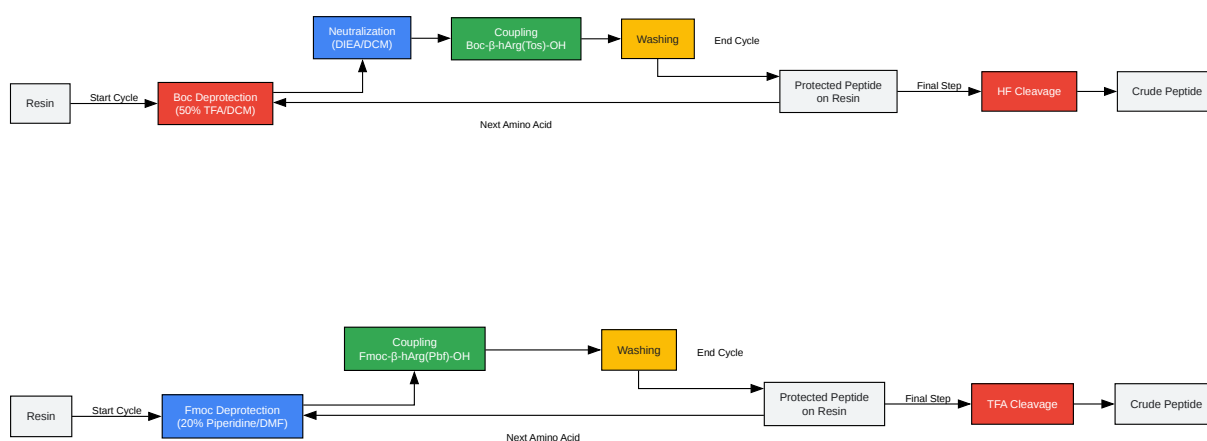 Neutralization
(DIEA/DCM)
Coupling
Boc-β-hArg(Tos)-OH
Washing
End Cycle
Resin
Start Cycle
Boc Deprotection
(50% TFA/DCM)
Protected Peptide
on Resin
Final Step
HF Cleavage
Crude Peptide
Next Amino Acid
Coupling
Fmoc-β-hArg(Pbf)-OH
Washing
End Cycle
Resin
Start Cycle
Fmoc Deprotection
(20% Piperidine/DMF)
Protected Peptide
on Resin
Final Step
TFA Cleavage
Crude Peptide
Next Amino Acid